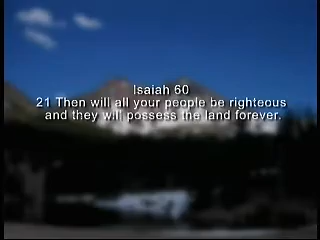 Isaiah 60
21 Then will all your people be righteous
and they will possess the land forever.